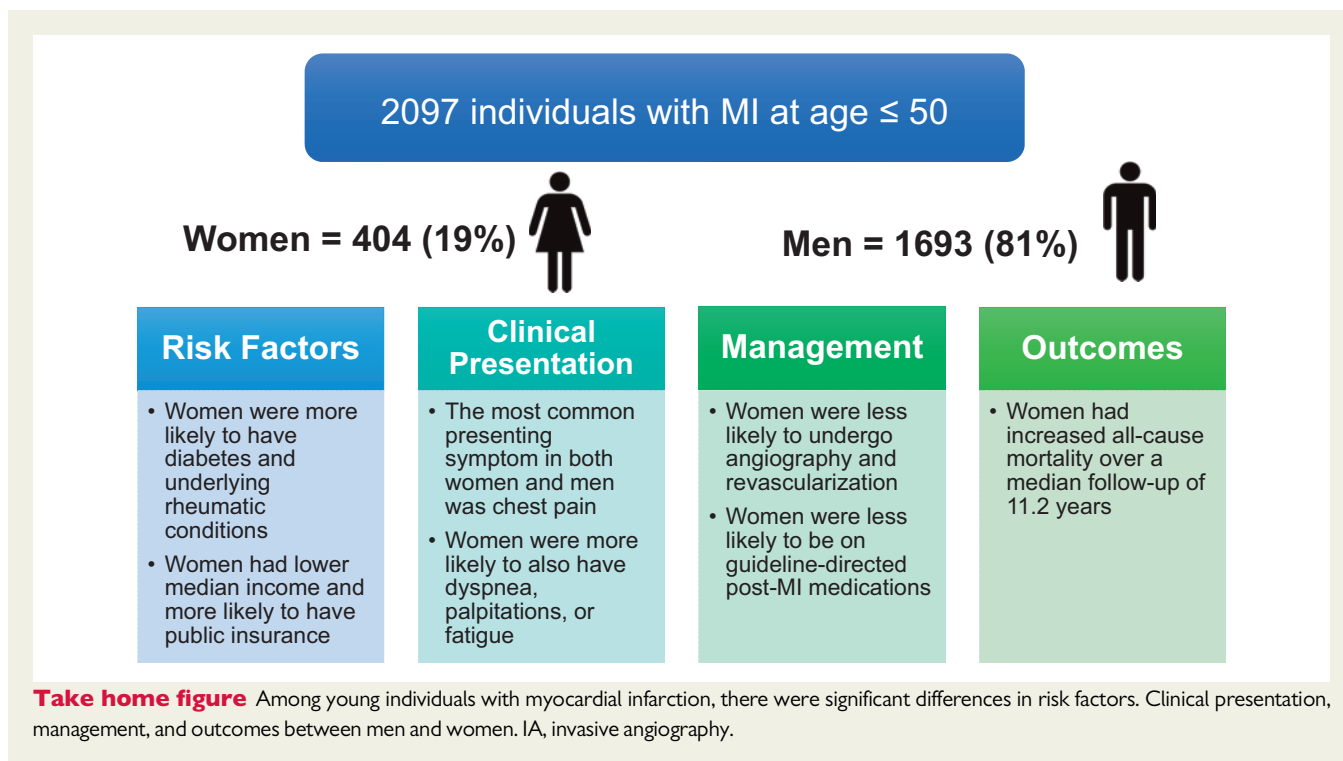 2097 individuals with MI at age ≤ 50
Women = 404 (19%)
Men = 1693 (81%)
Risk Factors
• Women were more
likely to have
diabetes and
underlying
rheumatic
conditions
• Women had lower
median income and
more likely to have
public insurance
Clinical
Presentation
• The most common
presenting
symptom in both
women and men
was chest pain
• Women were more
likely to also have
dyspnea,
palpitations, or
fatigue
Management
• Women were less
likely to undergo
angiography and
revascularization
• Women were less
likely to be on
guideline-directed
post-MI medications
Outcomes
• Women had
increased all-cause
mortality over a
median follow-up of
11.2 years
Take home figure Among young individuals with myocardial infarction, there were significant differences in risk factors. Clinical presentation,
management, and outcomes between men and women. IA, invasive angiography.